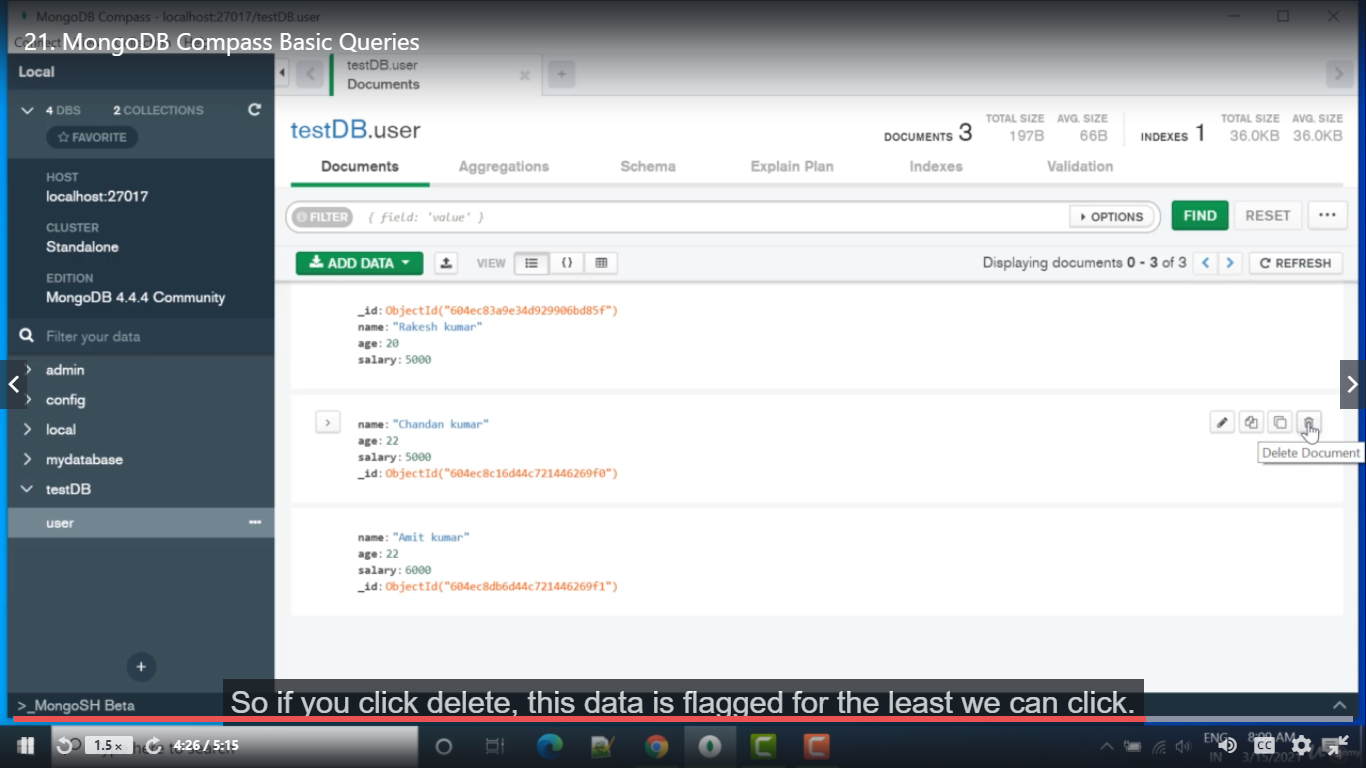 MongoDB Compass - localhost:27017/testDB.user
21. MongoDB Compass Basic Queries
Local
testDB.user
Documents
4 DBS 2 COLLECTIONS
FAVORITE
HOST
localhost:27017
CLUSTER
Standalone
EDITION
MongoDB 4.4.4 Community
Filter your data
admin
config
local
mydatabase
testDB
user
>_MongoSH Beta
testDB.user
DOCUMENTS 3 TOTAL SIZE 197B AVG. SIZE 66B INDEXES 1 TOTAL SIZE 36.0KB AVG. SIZE 36.0KB
Documents Aggregations Schema Explain Plan Indexes Validation
FILTER { field: 'value' } OPTIONS FIND RESET
ADD DATA VIEW {} Displaying documents 0 - 3 of 3 REFRESH
_id: ObjectId("604ec83a9e34d929906bd85f")
name: "Rakesh kumar"
age: 20
salary: 5000
name: "Chandan kumar"
age: 22
salary: 5000
_id: ObjectId("604ec8c16d44c721446269f0")
Delete Document
name: "Amit kumar"
age: 22
salary: 6000
_id: ObjectId("604ec8db6d44c721446269f1")
So if you click delete, this data is flagged for the least we can click.
1.5× 4:26 / 5:15
ENG
IN
CC